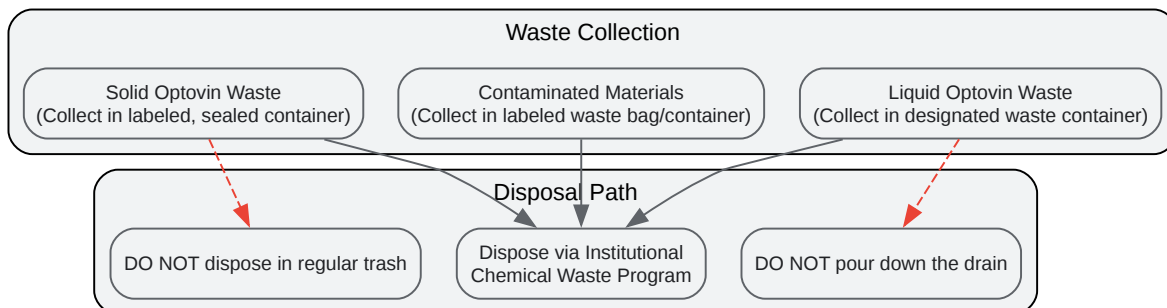 Waste Collection
Solid Optovin Waste
(Collect in labeled, sealed container)
Contaminated Materials
(Collect in labeled waste bag/container)
Liquid Optovin Waste
(Collect in designated waste container)
Disposal Path
DO NOT dispose in regular trash
Dispose via Institutional
Chemical Waste Program
DO NOT pour down the drain